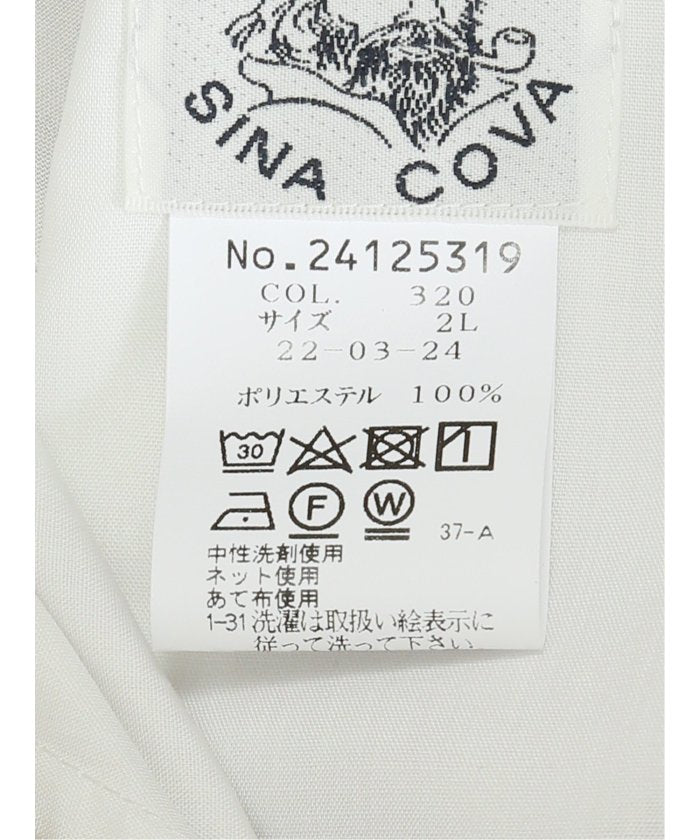 SINA COVA
No.24125319
COL. 320
サイズ 2L
22-03-24
ポリエステル 100%
30 1
F W 37-A
中性洗剤使用
ネット使用
あて布使用
1-31 洗濯は取扱い絵表示に
従って洗って下さい